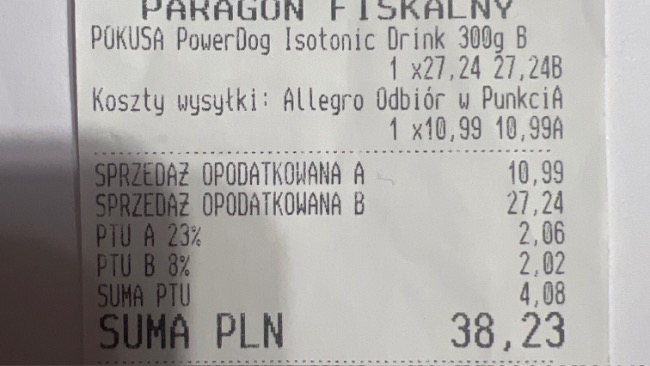 PARAGON FISKALNY
POKUSA PowerDog Isotonic Drink 300g B
1 x27,24 27,24B
Koszty wysyłki: Allegro Odbiór w PunkciA
1 x10,99 10,99A
SPRZEDAŻ OPODATKOWANA A 10,99
SPRZEDAŻ OPODATKOWANA B 27,24
PTU A 23% 2,06
PTU B 8% 2,02
SUMA PTU 4,08
SUMA PLN 38,23